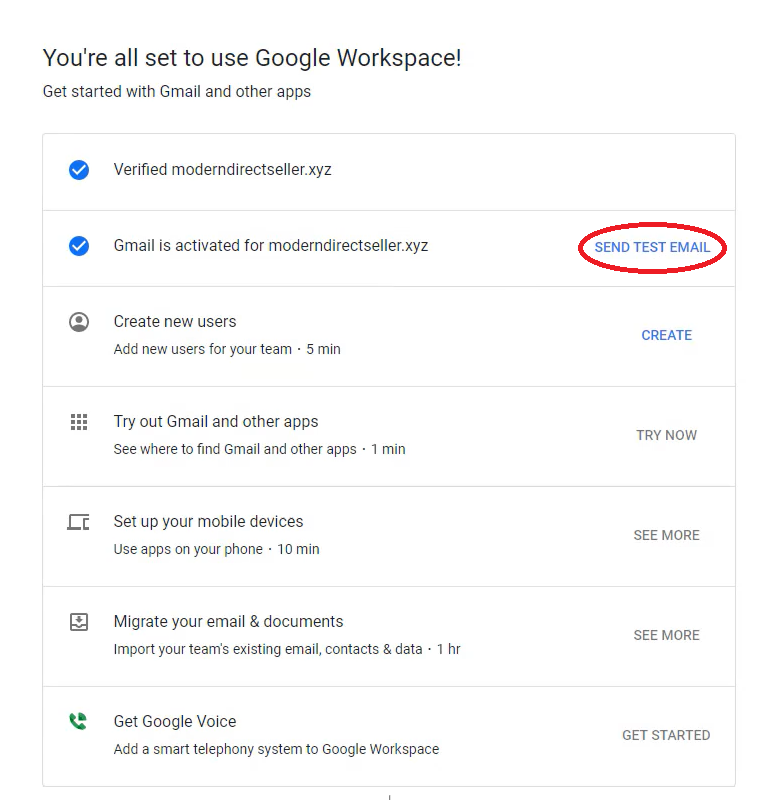 You're all set to use Google Workspace!
Get started with Gmail and other apps
Verified moderndirectseller.xyz
Gmail is activated for moderndirectseller.xyz
SEND TEST EMAIL
Create new users
Add new users for your team · 5 min
CREATE
Try out Gmail and other apps
See where to find Gmail and other apps · 1 min
TRY NOW
Set up your mobile devices
Use apps on your phone · 10 min
SEE MORE
Migrate your email & documents
Import your team's existing email, contacts & data · 1 hr
SEE MORE
Get Google Voice
Add a smart telephony system to Google Workspace
GET STARTED